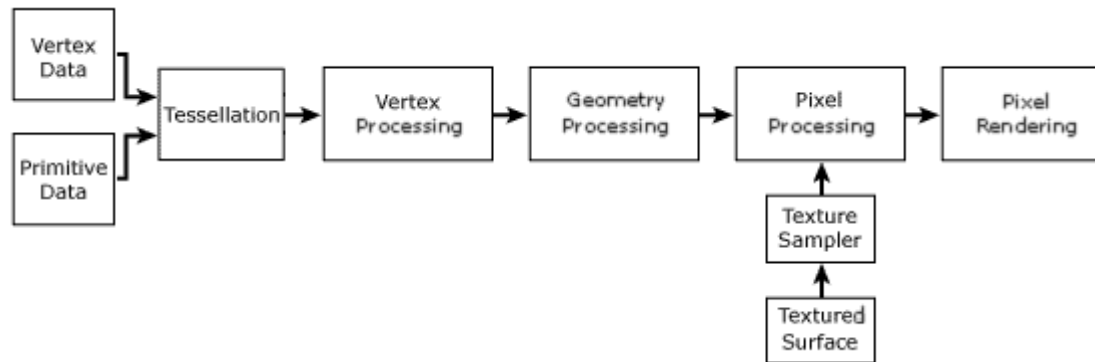 Vertex
Data
Primitive
Data
Tessellation
Vertex
Processing
Geometry
Processing
Pixel
Processing
Pixel
Rendering
Texture
Sampler
Textured
Surface